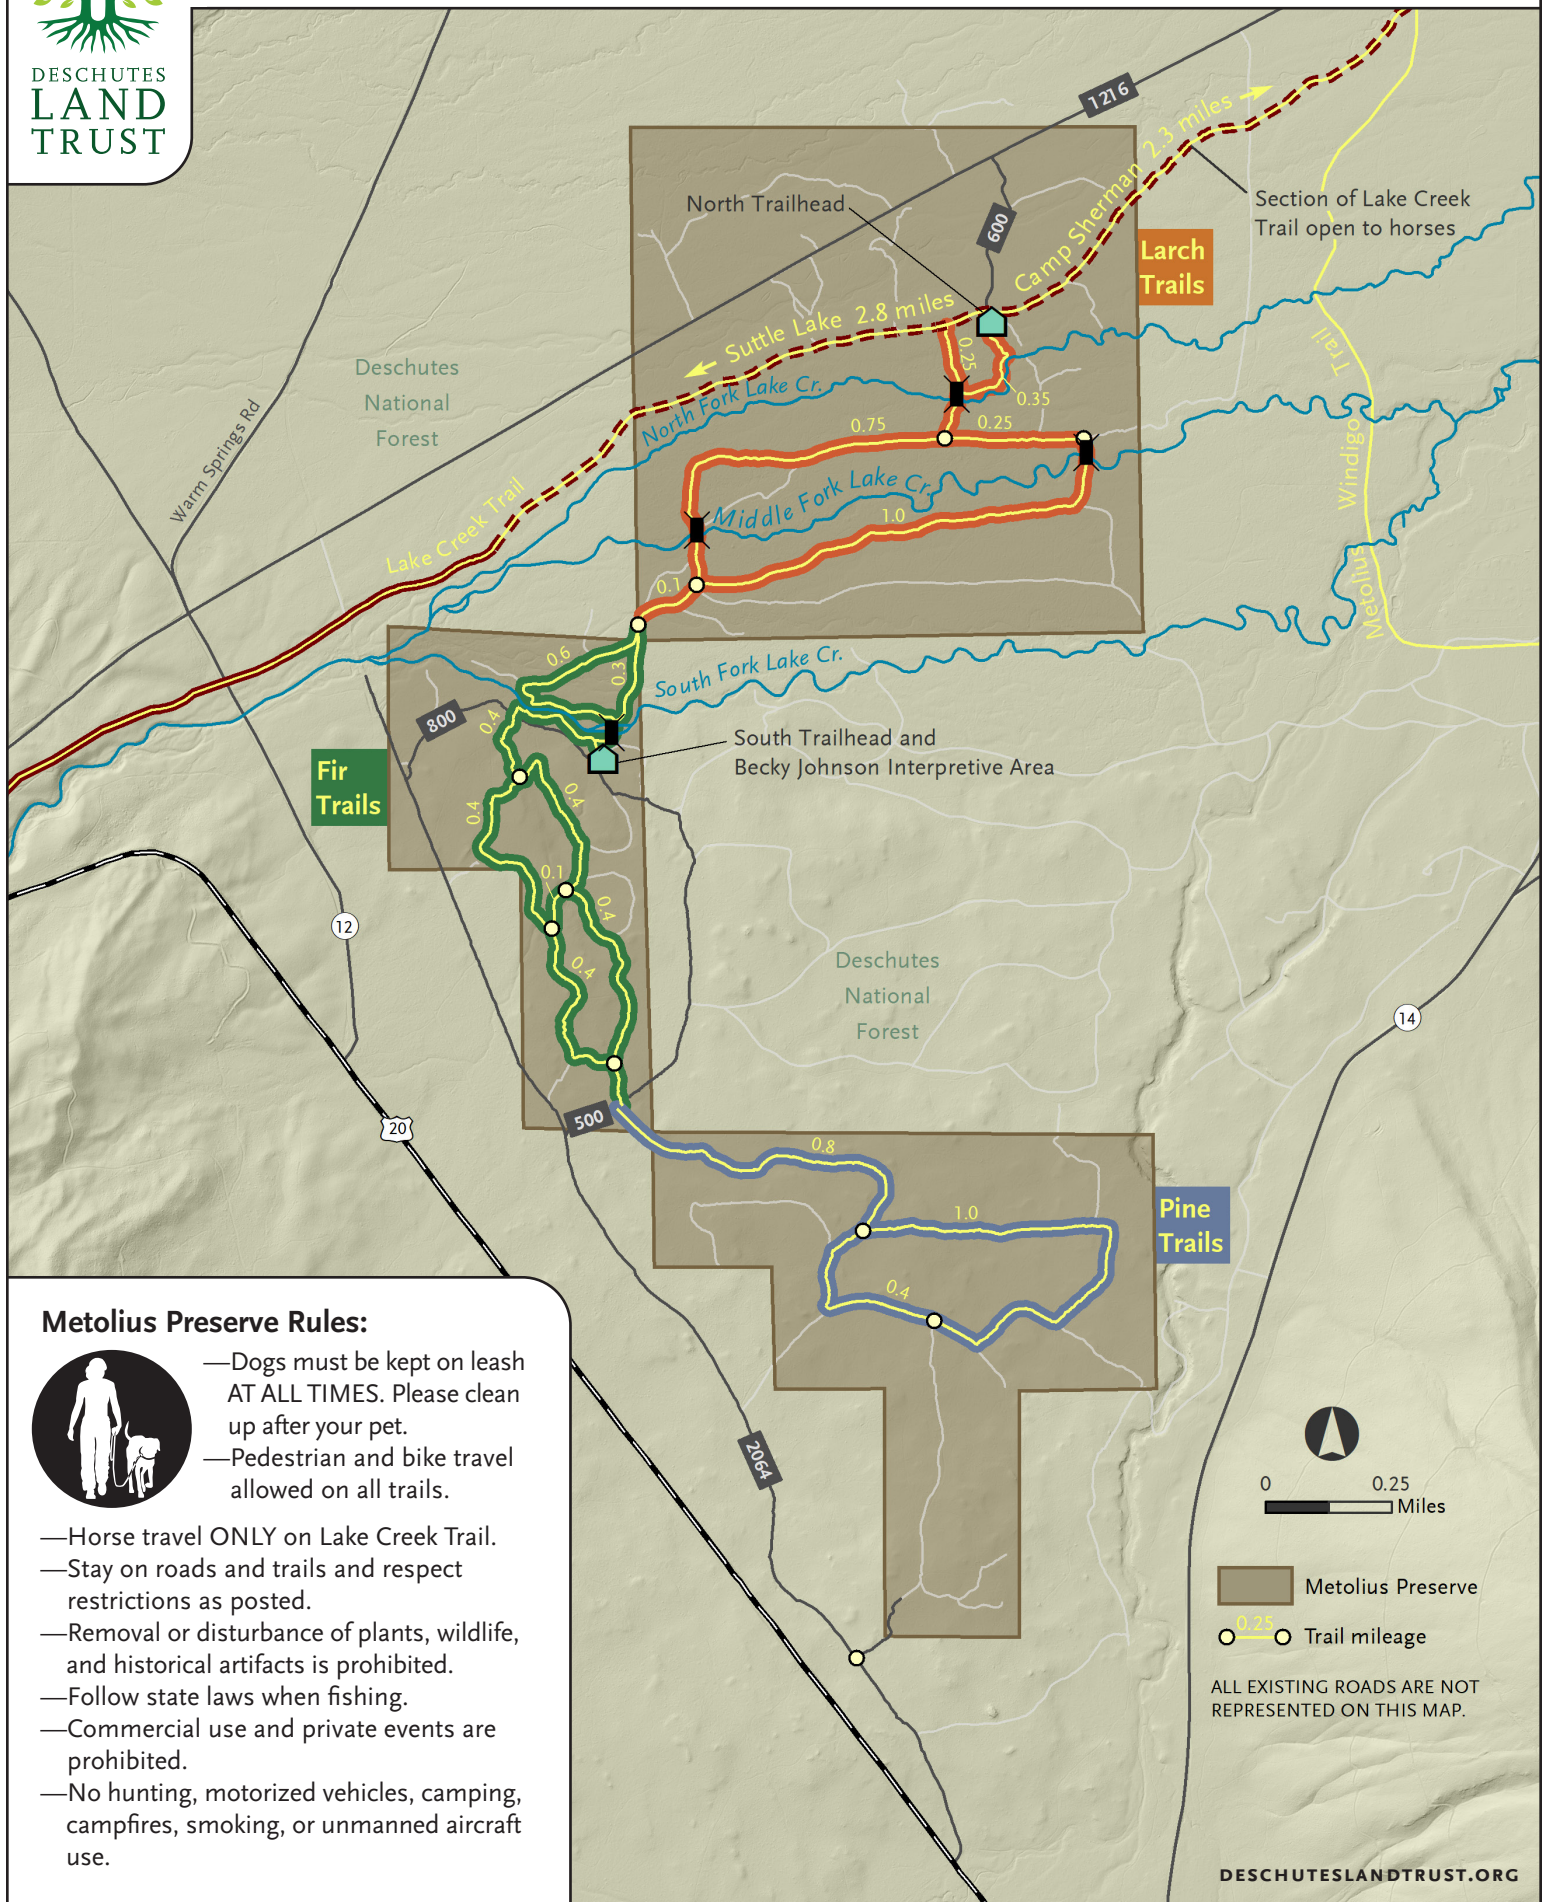 DESCHUTES
LAND
TRUST
1216
Camp Sherman 2.3 miles
North Trailhead
600
Section of Lake Creek
Trail open to horses
Larch
Trails
Suttle Lake 2.8 miles
Deschutes
National
Forest
0.25
0.35
North Fork Lake Cr.
Trail
0.75
0.25
Warm Springs Rd
Windigo
Middle Fork Lake Cr.
1.0
Lake Creek Trail
Metolius
0.1
0.6
0.3
South Fork Lake Cr.
800
0.4
South Trailhead and
Becky Johnson Interpretive Area
Fir
Trails
0.4
0.4
0.1
0.4
12
0.4
Deschutes
National
Forest
14
20
500
0.8
Pine
Trails
1.0
0.4
2064
Metolius Preserve Rules:
—Dogs must be kept on leash
AT ALL TIMES. Please clean
up after your pet.
—Pedestrian and bike travel
allowed on all trails.
—Horse travel ONLY on Lake Creek Trail.
—Stay on roads and trails and respect
restrictions as posted.
—Removal or disturbance of plants, wildlife,
and historical artifacts is prohibited.
—Follow state laws when fishing.
—Commercial use and private events are
prohibited.
—No hunting, motorized vehicles, camping,
campfires, smoking, or unmanned aircraft
use.
0 0.25
Miles
Metolius Preserve
0.25
Trail mileage
ALL EXISTING ROADS ARE NOT
REPRESENTED ON THIS MAP.
DESCHUTESLANDTRUST.ORG